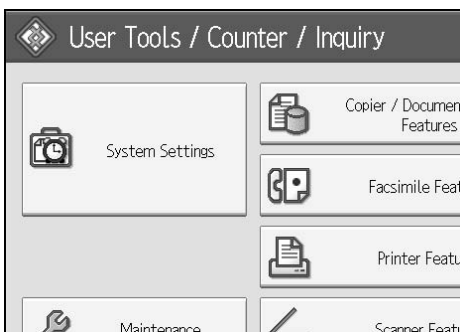 User Tools / Counter / Inquiry
System Settings
Copier / Documen
Features
Facsimile Feat
Printer Featu
Maintenance
Scanner Featu